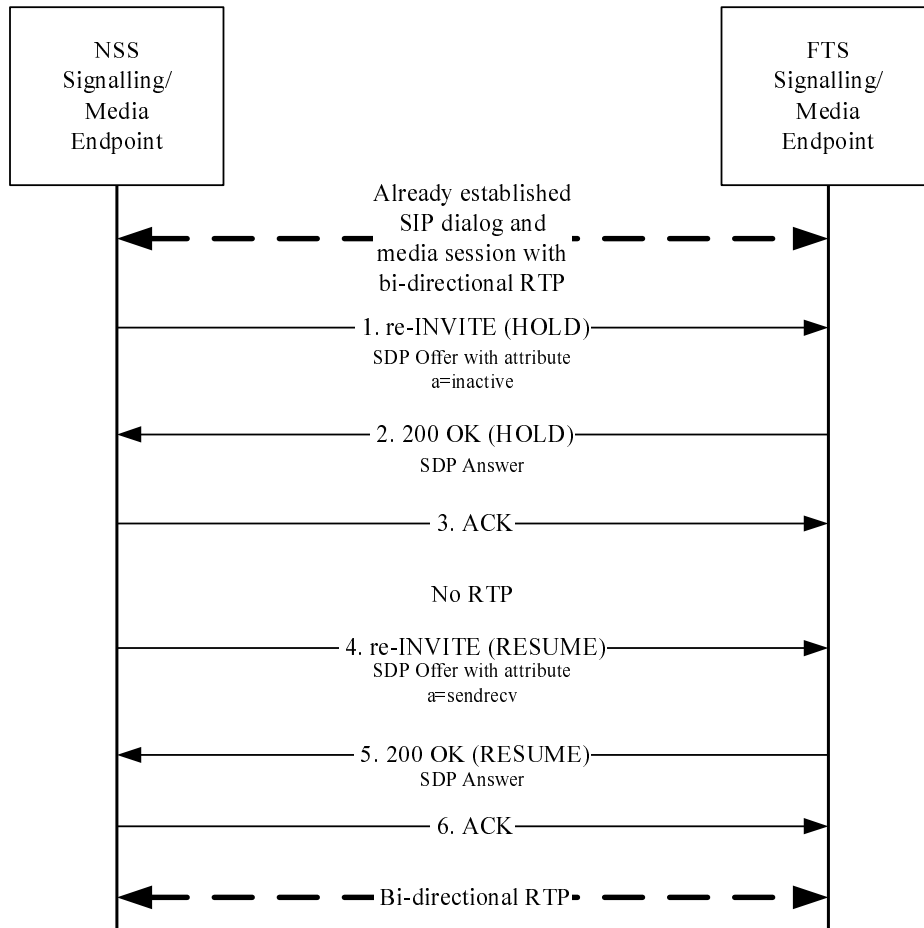 NSS
Signalling/
Media
Endpoint
FTS
Signalling/
Media
Endpoint
Already established
SIP dialog and
media session with
bi-directional RTP
1. re-INVITE (HOLD)
SDP Offer with attribute
a=inactive
2. 200 OK (HOLD)
SDP Answer
3. ACK
No RTP
4. re-INVITE (RESUME)
SDP Offer with attribute
a=sendrecv
5. 200 OK (RESUME)
SDP Answer
6. ACK
Bi-directional RTP